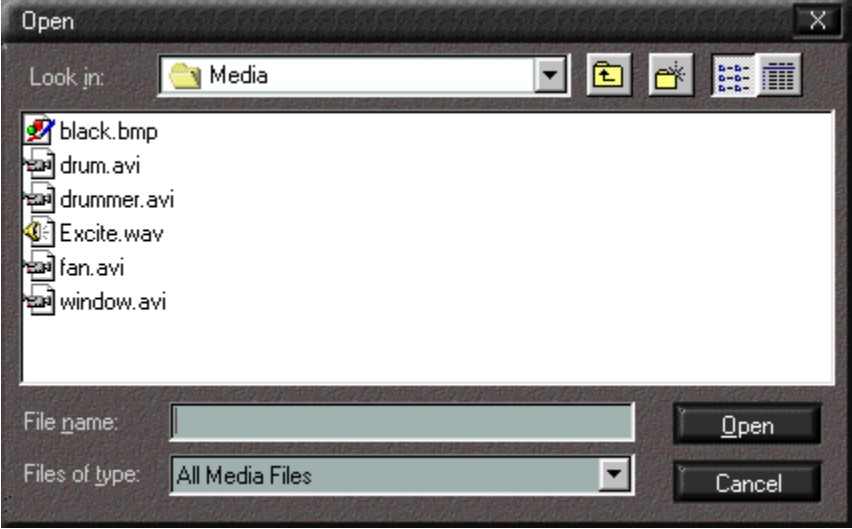 Open
Look in: Media
black.bmp
drum.avi
drummer.avi
Excite.wav
fan.avi
window.avi
File name: Open
Files of type: All Media Files Cancel